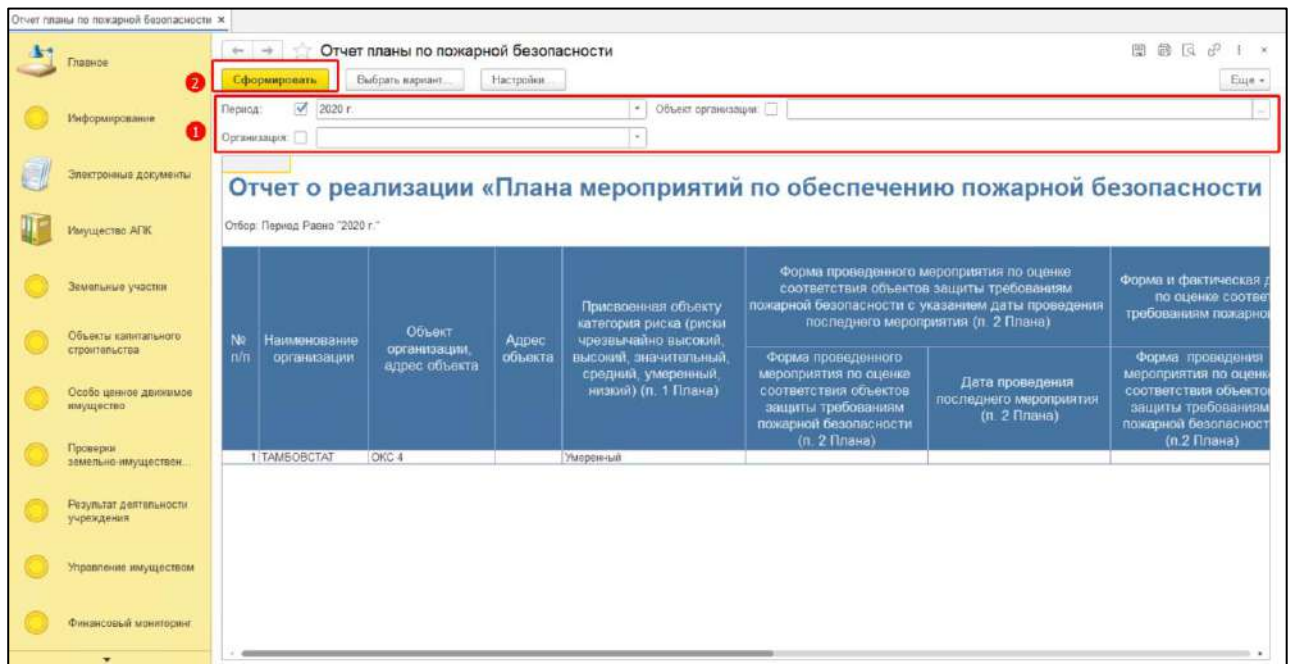 Отчет планы по пожарной безопасности ×
Главное
Информирование
Электронные документы
Имущество АПК
Земельные участки
Объекты капитального
строительства
Особо ценное движимое
имущество
Проверки
земельно-имуществен...
Результат деятельности
учреждения
Управление имуществом
Финансовый мониторинг
Отчет планы по пожарной безопасности
2
Сформировать
Выбрать вариант...
Настройки...
Еще
1
Период:
2020 г.
Объект организации:
Организация:
Отчет о реализации «Плана мероприятий по обеспечению пожарной безопасности
Отбор: Период Равно "2020 г."
№
п/п
Наименование
организации
Объект
организации,
адрес объекта
Адрес
объекта
Присвоенная объекту
категория риска (риски
чрезвычайно высокий,
высокий, значительный,
средний, умеренный,
низкий) (п. 1 Плана)
Форма проведенного мероприятия по оценке
соответствия объектов защиты требованиям
пожарной безопасности с указанием даты проведения
последнего мероприятия (п. 2 Плана)
Форма проведенного
мероприятия по оценке
соответствия объектов
защиты требованиям
пожарной безопасности
(п. 2 Плана)
Дата проведения
последнего мероприятия
(п. 2 Плана)
Форма и фактическая д
по оценке соответ
требованиям пожарно
Форма проведения
мероприятия по оценк
соответствия объекто
защиты требованиям
пожарной безопасност
(п.2 Плана)
1 ТАМБОВСТАТ ОКС 4 Умеренный